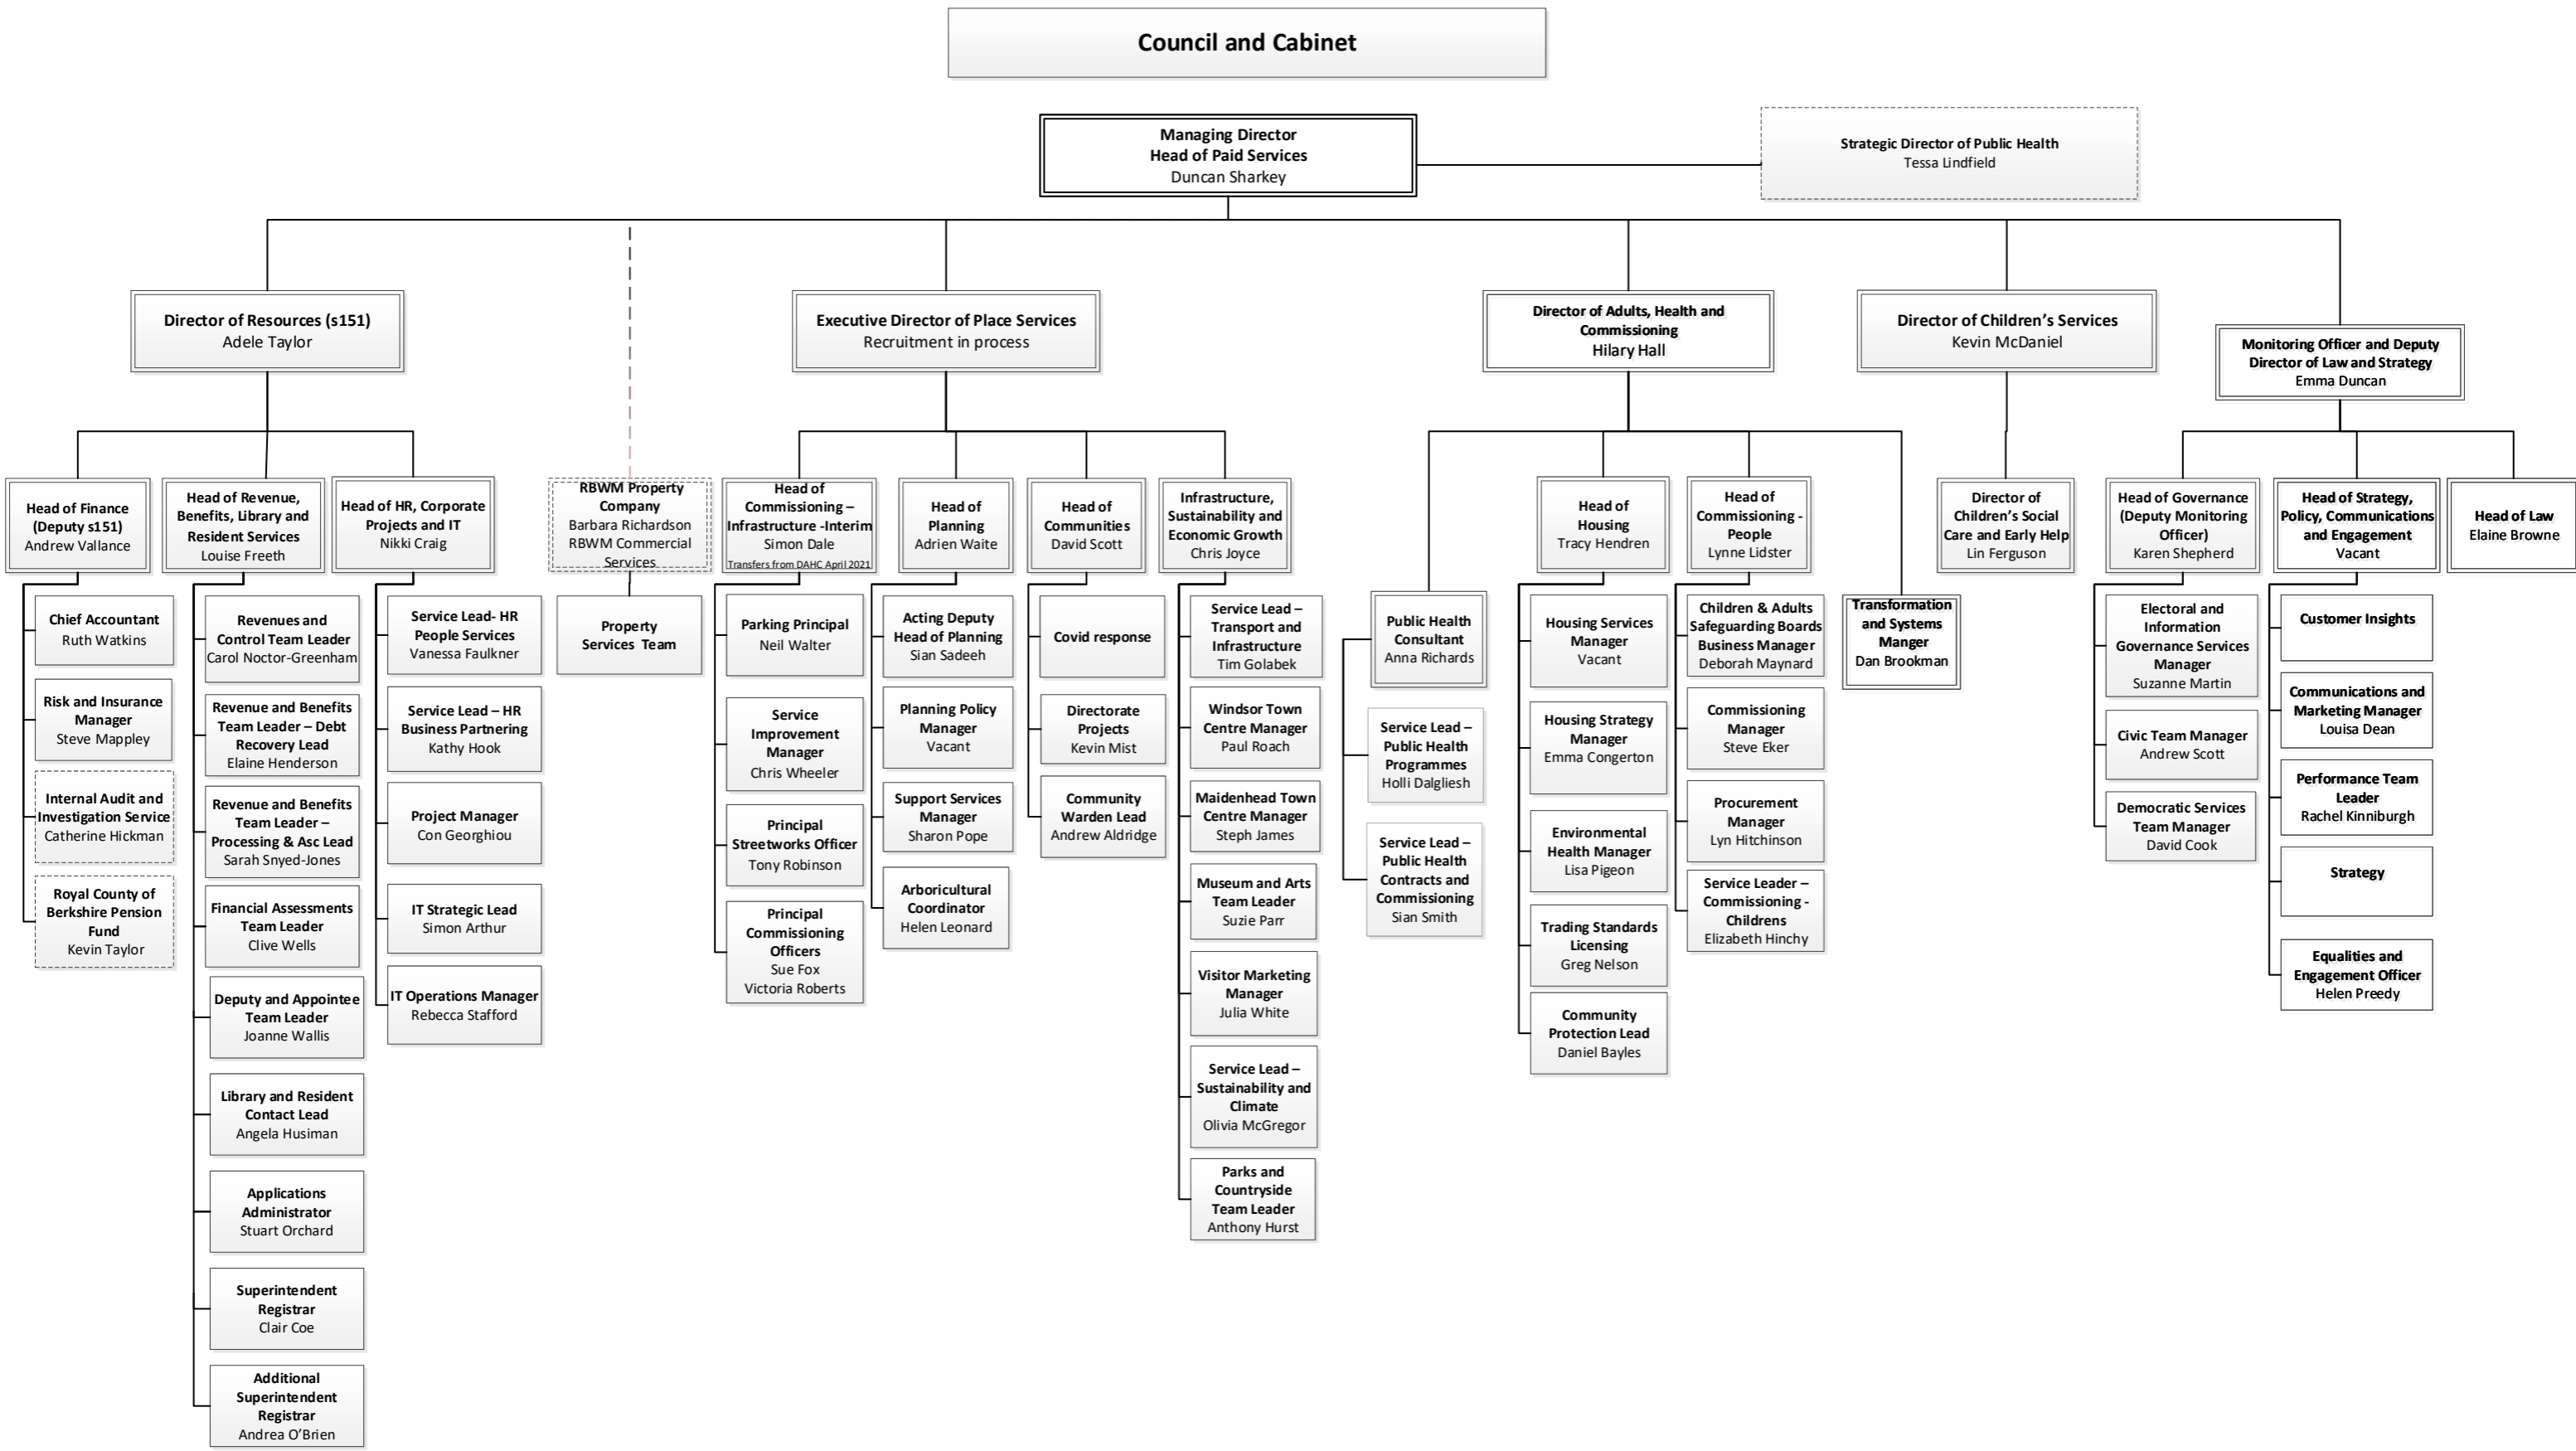 Council and Cabinet
Managing Director
Head of Paid Services
Duncan Sharkey
Strategic Director of Public Health
Tessa Lindfield
Director of Resources (s151)
Adele Taylor
Executive Director of Place Services
Recruitment in process
Director of Adults, Health and
Commissioning
Hilary Hall
Director of Children’s Services
Kevin McDaniel
Monitoring Officer and Deputy
Director of Law and Strategy
Emma Duncan
Head of Finance
(Deputy s151)
Andrew Vallance
Head of Revenue,
Benefits, Library and
Resident Services
Louise Freeth
Head of HR, Corporate
Projects and IT
Nikki Craig
RBWM Property
Company
Barbara Richardson
RBWM Commercial
Services
Head of
Commissioning –
Infrastructure -Interim
Simon Dale
Transfers from DAHC April 2021
Head of
Planning
Adrien Waite
Head of
Communities
David Scott
Infrastructure,
Sustainability and
Economic Growth
Chris Joyce
Head of
Housing
Tracy Hendren
Head of
Commissioning -
People
Lynne Lidster
Director of
Children’s Social
Care and Early Help
Lin Ferguson
Head of Governance
(Deputy Monitoring
Officer)
Karen Shepherd
Head of Strategy,
Policy, Communications
and Engagement
Vacant
Head of Law
Elaine Browne
Chief Accountant
Ruth Watkins
Risk and Insurance
Manager
Steve Mappley
Internal Audit and
Investigation Service
Catherine Hickman
Royal County of
Berkshire Pension
Fund
Kevin Taylor
Revenues and
Control Team Leader
Carol Noctor-Greenham
Revenue and Benefits
Team Leader – Debt
Recovery Lead
Elaine Henderson
Revenue and Benefits
Team Leader –
Processing & Asc Lead
Sarah Snyed-Jones
Financial Assessments
Team Leader
Clive Wells
Deputy and Appointee
Team Leader
Joanne Wallis
Library and Resident
Contact Lead
Angela Husiman
Applications
Administrator
Stuart Orchard
Superintendent
Registrar
Clair Coe
Additional
Superintendent
Registrar
Andrea O’Brien
Service Lead- HR
People Services
Vanessa Faulkner
Service Lead – HR
Business Partnering
Kathy Hook
Project Manager
Con Georghiou
IT Strategic Lead
Simon Arthur
IT Operations Manager
Rebecca Stafford
Property
Services Team
Parking Principal
Neil Walter
Service
Improvement
Manager
Chris Wheeler
Principal
Streetworks Officer
Tony Robinson
Principal
Commissioning
Officers
Sue Fox
Victoria Roberts
Acting Deputy
Head of Planning
Sian Sadeeh
Planning Policy
Manager
Vacant
Support Services
Manager
Sharon Pope
Arboricultural
Coordinator
Helen Leonard
Covid response
Directorate
Projects
Kevin Mist
Community
Warden Lead
Andrew Aldridge
Service Lead –
Transport and
Infrastructure
Tim Golabek
Windsor Town
Centre Manager
Paul Roach
Maidenhead Town
Centre Manager
Steph James
Museum and Arts
Team Leader
Suzie Parr
Visitor Marketing
Manager
Julia White
Service Lead –
Sustainability and
Climate
Olivia McGregor
Parks and
Countryside
Team Leader
Anthony Hurst
Public Health
Consultant
Anna Richards
Service Lead –
Public Health
Programmes
Holli Dalgliesh
Service Lead –
Public Health
Contracts and
Commissioning
Sian Smith
Housing Services
Manager
Vacant
Housing Strategy
Manager
Emma Congerton
Environmental
Health Manager
Lisa Pigeon
Trading Standards
Licensing
Greg Nelson
Community
Protection Lead
Daniel Bayles
Children & Adults
Safeguarding Boards
Business Manager
Deborah Maynard
Commissioning
Manager
Steve Eker
Procurement
Manager
Lyn Hitchinson
Service Leader –
Commissioning -
Childrens
Elizabeth Hinchy
Transformation
and Systems
Manger
Dan Brookman
Electoral and
Information
Governance Services
Manager
Suzanne Martin
Civic Team Manager
Andrew Scott
Democratic Services
Team Manager
David Cook
Customer Insights
Communications and
Marketing Manager
Louisa Dean
Performance Team
Leader
Rachel Kinniburgh
Strategy
Equalities and
Engagement Officer
Helen Preedy